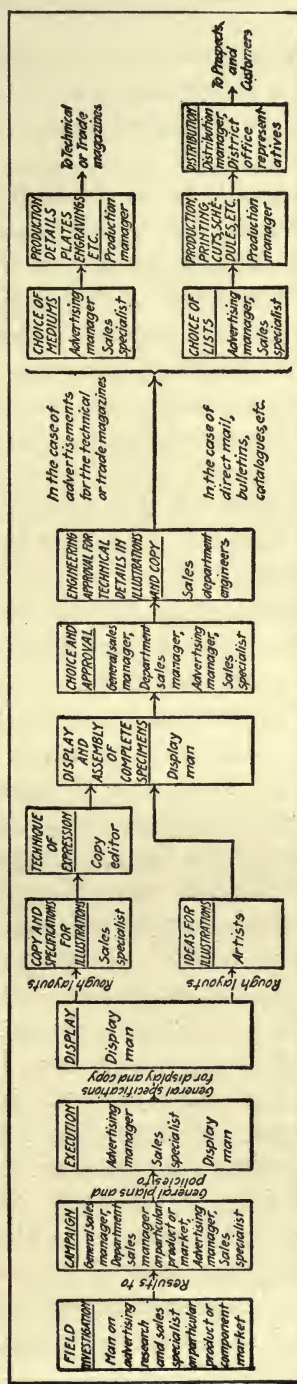 FIELD
INVESTIGATION
Man on
advertising
research
and sales
specialist
on particular
product or
component
market
Results to
CAMPAIGN
General sales
manager,
Department
sales
manager
on particular
product or
market,
Advertising
manager,
Sales
specialist
General plans and
policies to
EXECUTION
Advertising
manager
Sales
specialist
Display
man
General specifications
for display and copy
DISPLAY
Display
man
Rough layouts
COPY AND
SPECIFICATIONS
FOR
ILLUSTRATIONS
Sales
specialist
TECHNIQUE
OF
EXPRESSION
Copy
editor
Rough layouts
IDEAS FOR
ILLUSTRATIONS
Artists
DISPLAY
AND
ASSEMBLY
OF
COMPLETE
SPECIMENS
Display
man
CHOICE AND
APPROVAL
General sales
manager,
Department
sales
manager,
Advertising
manager,
Sales
specialist
ENGINEERING
APPROVAL FOR
TECHNICAL
DETAILS IN
ILLUSTRATIONS
AND COPY
Sales
department
engineers
In the case of
advertisements
for the technical
or trade magazines
CHOICE OF
MEDIUMS
Advertising
manager
Sales
specialist
PRODUCTION
DETAILS
PLATES
ENGRAVINGS
ETC.
Production
manager
To Technical
or Trade
magazines
In the case of
direct mail,
bulletins,
catalogues, etc.
CHOICE OF
LISTS
Advertising
manager,
Sales
specialist
PRODUCTION,
PRINTING,
CUTS, SCHE-
DULES, ETC.
Production
manager
DISTRIBUTION
Distribution
manager,
District
office
represent-
atives
To Prospects,
and
Customers